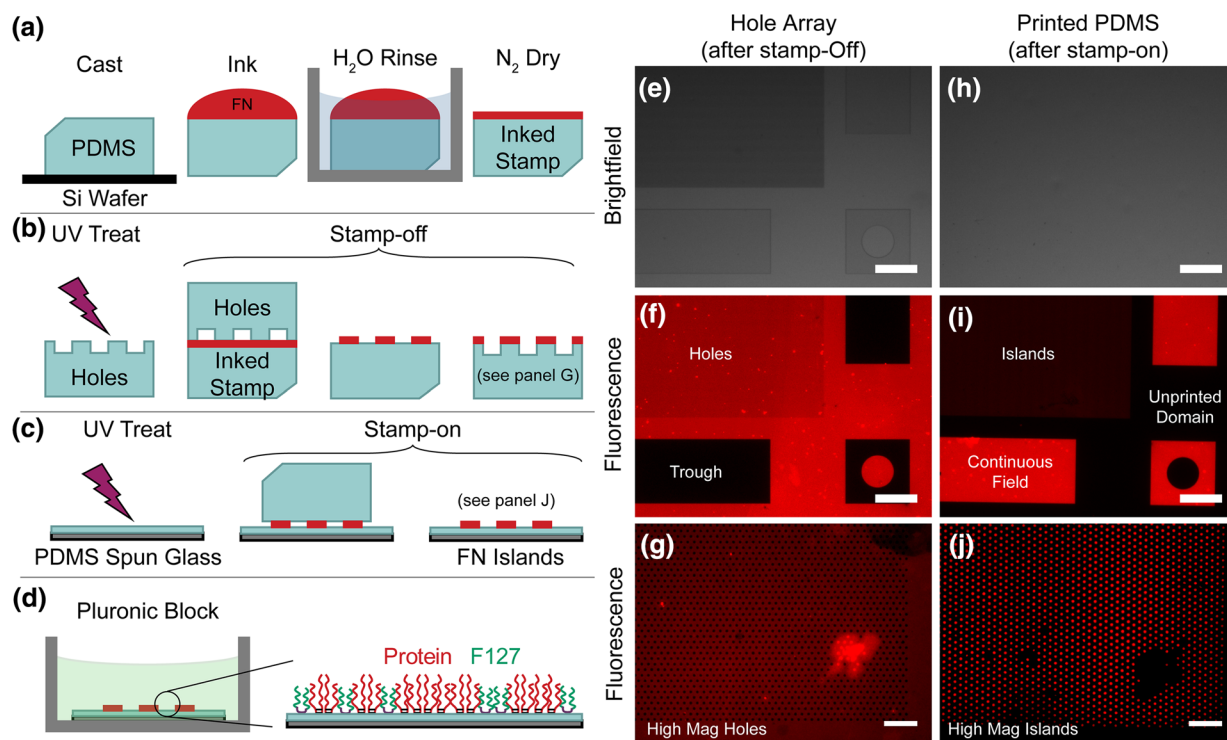 (a)
Cast
Ink
H₂O Rinse
N₂ Dry
FN
PDMS
Inked
Stamp
Si Wafer
(b)
UV Treat
Stamp-off
Holes
Holes
Inked
Stamp
(see panel G)
(c)
UV Treat
Stamp-on
(see panel J)
PDMS Spun Glass
FN Islands
(d)
Pluronic Block
Protein F127
Hole Array
(after stamp-Off)
Printed PDMS
(after stamp-on)
Brightfield
(e)
(h)
Fluorescence
(f)
Holes
Trough
(i)
Islands
Unprinted
Domain
Continuous
Field
Fluorescence
(g)
High Mag Holes
(j)
High Mag Islands